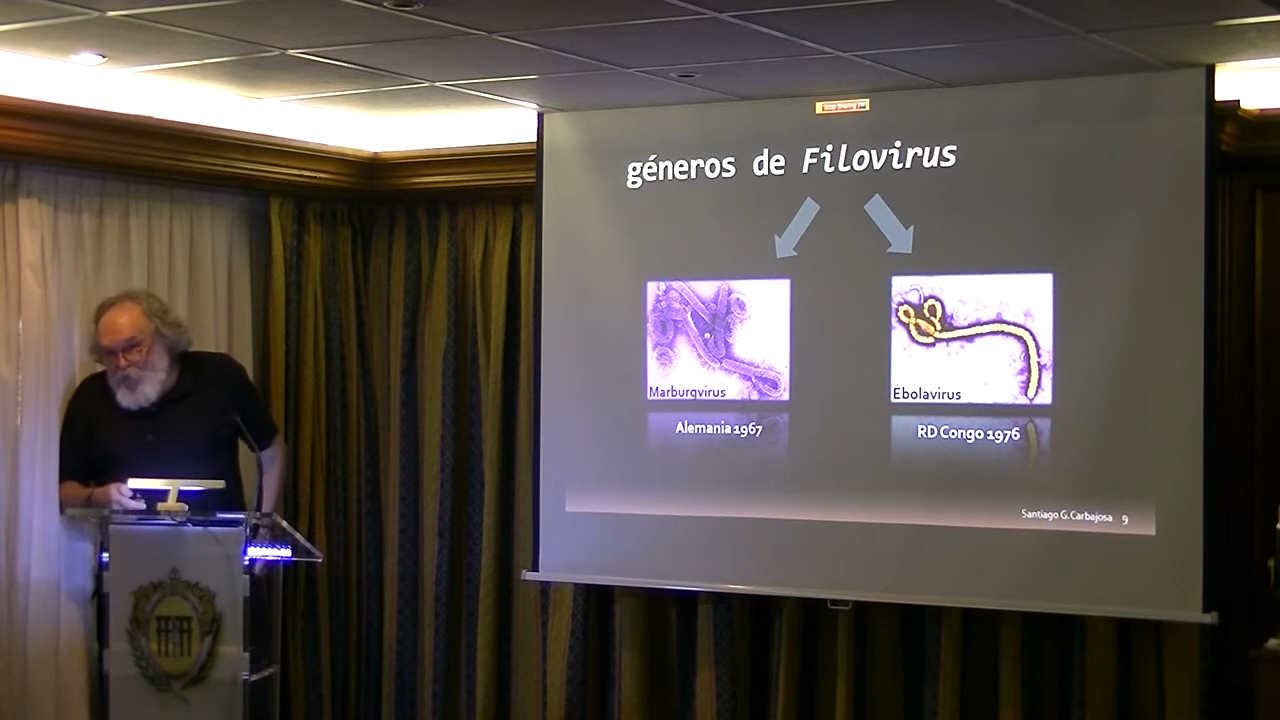 géneros de Filovirus
Marburgvirus
Ebolavirus
Alemania 1967
RD Congo 1976
Santiago G. Carbajosa 9